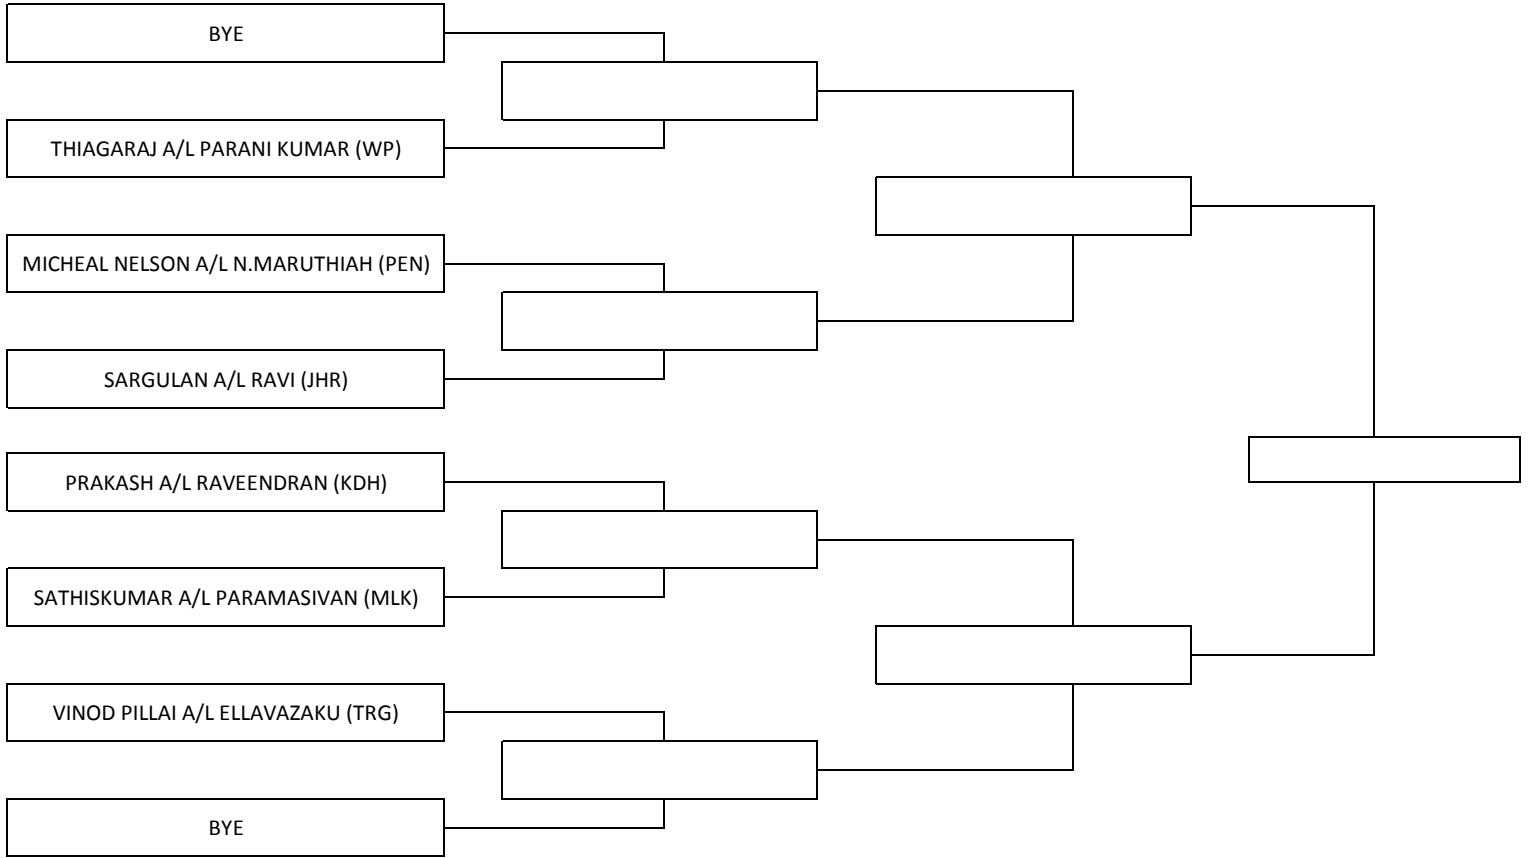 BYE
THIAGARAJ A/L PARANI KUMAR (WP)
MICHEAL NELSON A/L N.MARUTHIAH (PEN)
SARGULAN A/L RAVI (JHR)
PRAKASH A/L RAVEENDRAN (KDH)
SATHISKUMAR A/L PARAMASIVAN (MLK)
VINOD PILLAI A/L ELLAVAZAKU (TRG)
BYE